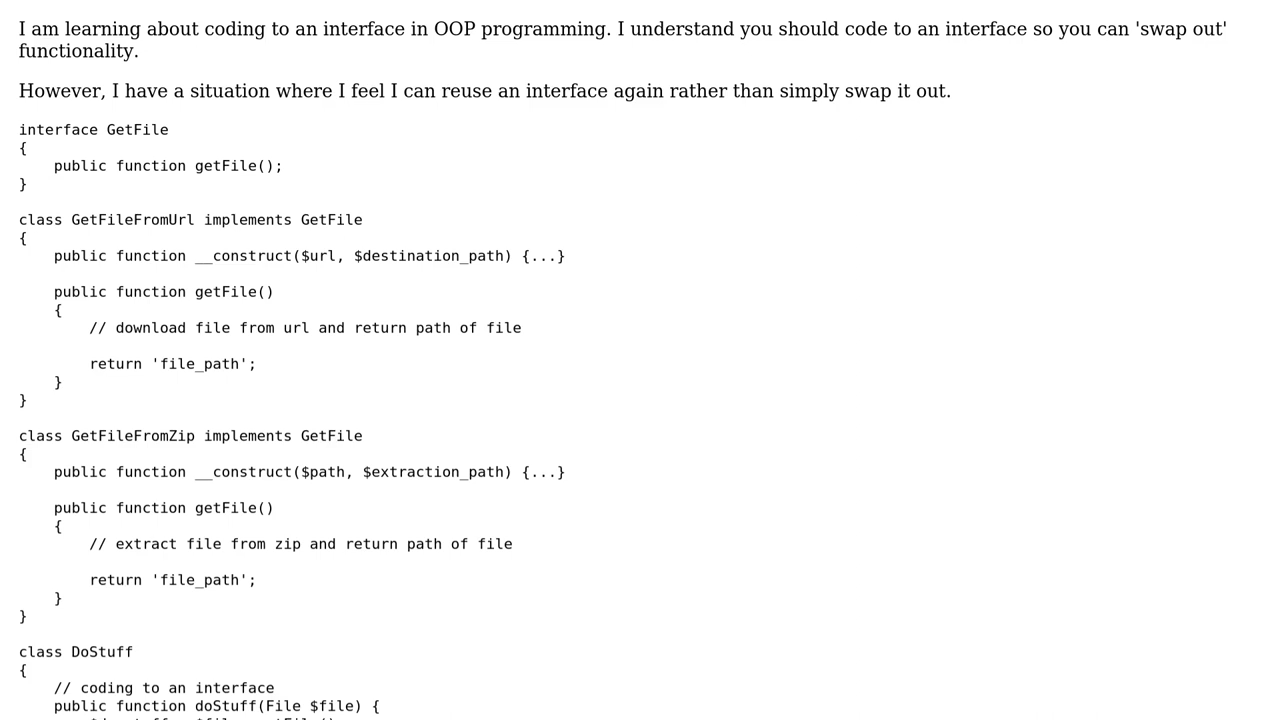 I am learning about coding to an interface in OOP programming. I understand you should code to an interface so you can 'swap out'
functionality.
However, I have a situation where I feel I can reuse an interface again rather than simply swap it out.
interface GetFile
{
    public function getFile();
}
class GetFileFromUrl implements GetFile
{
    public function __construct($url, $destination_path) {...}
    public function getFile()
    {
        // download file from url and return path of file
        return 'file_path';
    }
}
class GetFileFromZip implements GetFile
{
    public function __construct($path, $extraction_path) {...}
    public function getFile()
    {
        // extract file from zip and return path of file
        return 'file_path';
    }
}
class DoStuff
{
    // coding to an interface
    public function doStuff(File $file) {